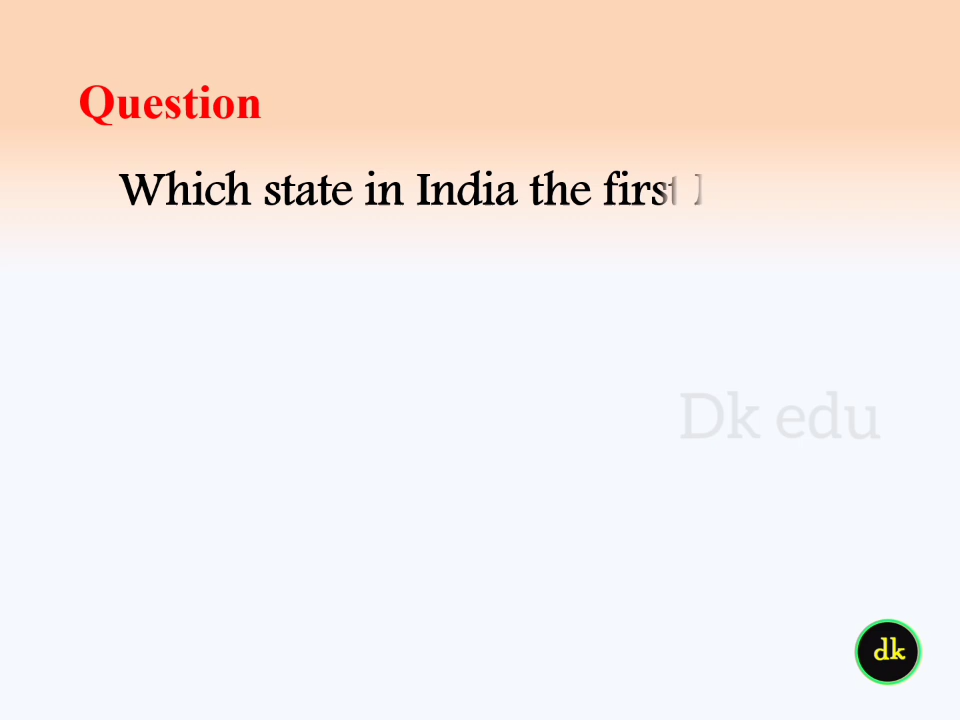 Question
Which state in India the first
Dk edu
dk